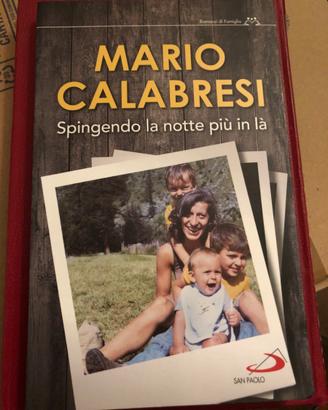 Romanzi di Famiglia
MARIO
CALABRESI
Spingendo la notte più in là
SAN PAOLO